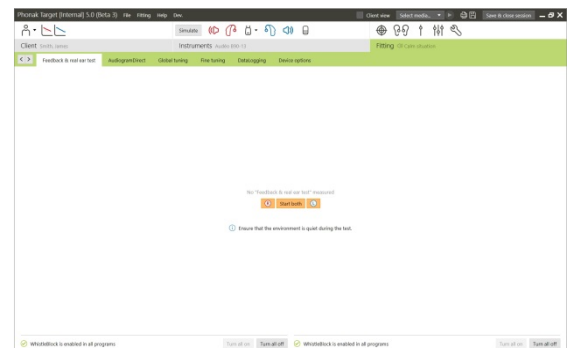 Phonak Target [Internal] 5.0 (Beta 3) File Fitting Help Dev. Client view Select media... Save & close session
Simulate
Client Smith, James Instruments Audéo B90-13 Fitting
Feedback & real ear test AudiogramDirect Global tuning Fine tuning Datalogging Device options
No "Feedback & real ear test" measured
R Start both L
Ensure that the environment is quiet during the test.
WhistleBlock is enabled in all programs Turn all on Turn all off WhistleBlock is enabled in all programs Turn all on Turn all off